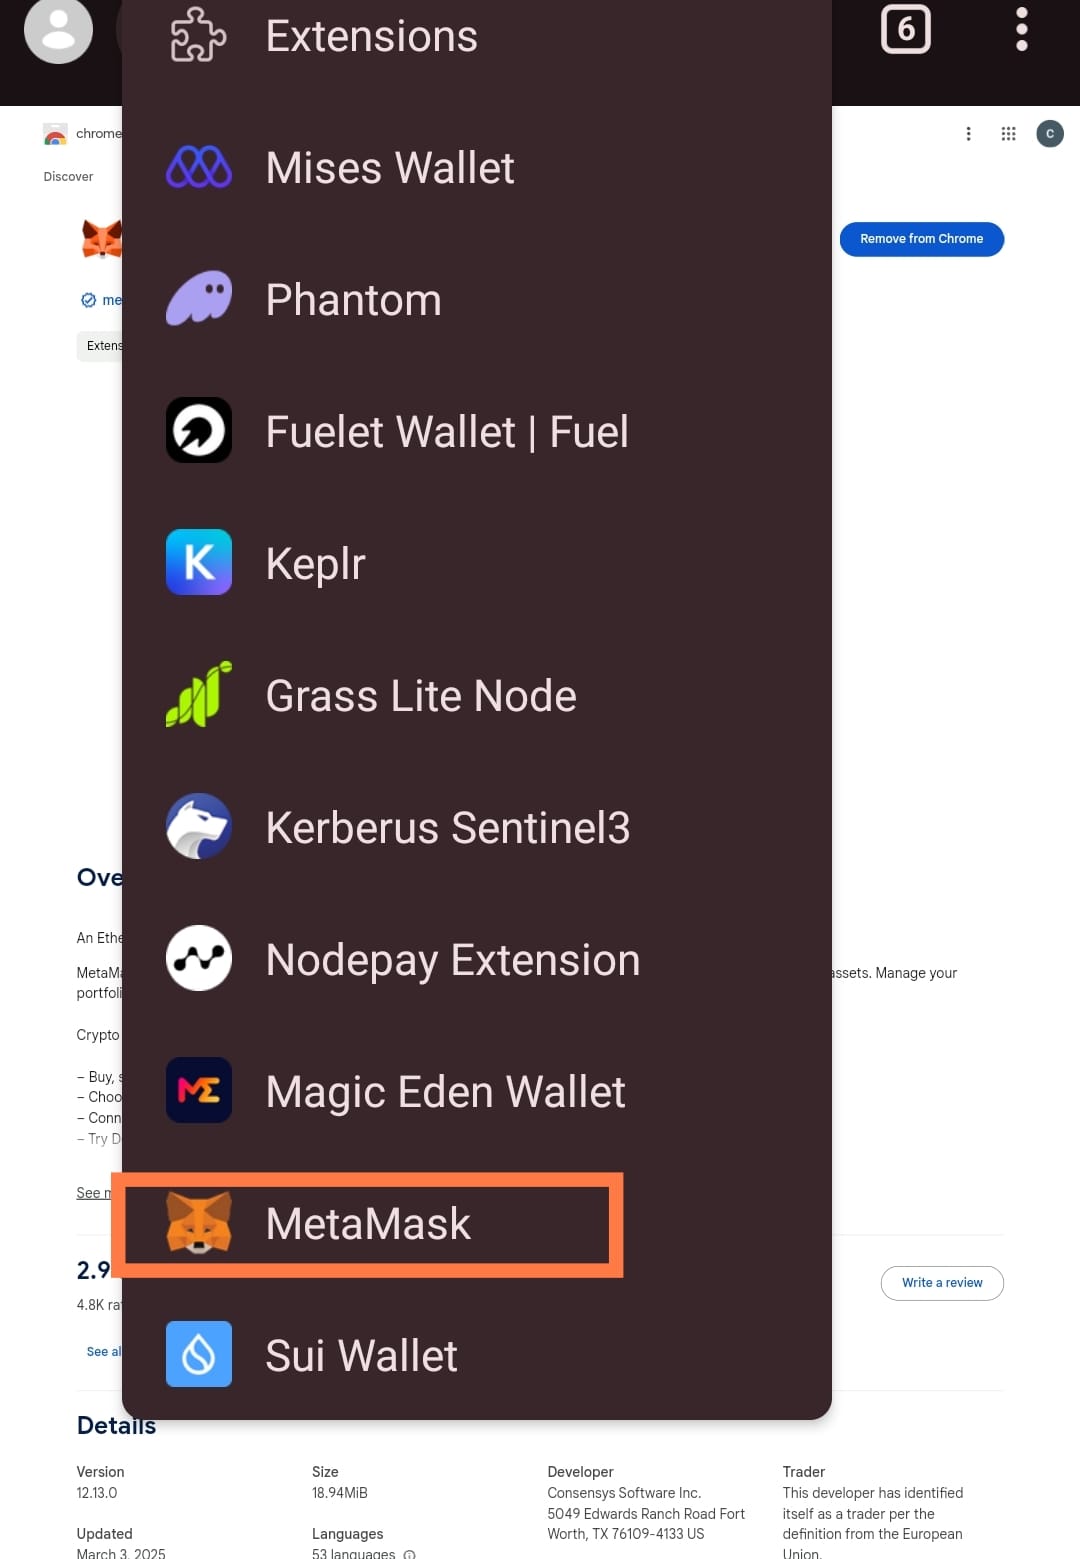 Extensions
6
chrome
C
Discover
Mises Wallet
Remove from Chrome
Phantom
me
Extens
Fuelet Wallet | Fuel
Keplr
Grass Lite Node
Kerberus Sentinel3
Ove
An Ethe
Nodepay Extension
MetaMa
assets. Manage your
portfoli
Crypto
– Buy, s
Magic Eden Wallet
– Choo
– Conn
– Try D
See m
MetaMask
2.9
Write a review
4.8K ra
See al
Sui Wallet
Details
Version
12.13.0
Size
18.94MiB
Developer
Consensys Software Inc.
5049 Edwards Ranch Road Fort
Worth, TX 76109-4133 US
Trader
This developer has identified
itself as a trader per the
definition from the European
Union.
Updated
March 3, 2025
Languages
53 languages